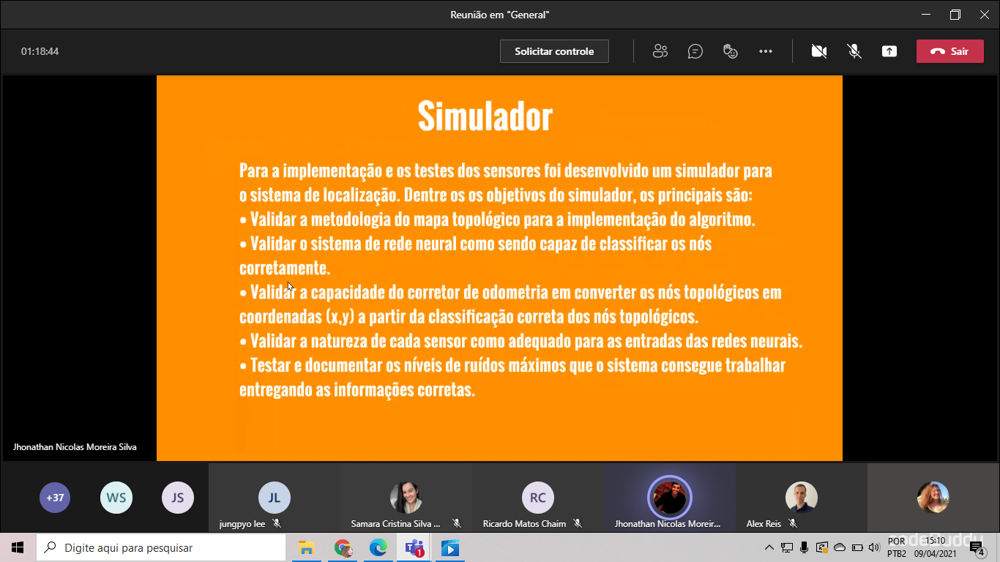 Reunião em "General"
01:18:44
Solicitar controle
Sair
Simulador
Para a implementação e os testes dos sensores foi desenvolvido um simulador para
o sistema de localização. Dentre os os objetivos do simulador, os principais são:
• Validar a metodologia do mapa topológico para a implementação do algoritmo.
• Validar o sistema de rede neural como sendo capaz de classificar os nós
corretamente.
• Validar a capacidade do corretor de odometria em converter os nós topológicos em
coordenadas (x,y) a partir da classificação correta dos nós topológicos.
• Validar a natureza de cada sensor como adequado para as entradas das redes neurais.
• Testar e documentar os níveis de ruídos máximos que o sistema consegue trabalhar
entregando as informações corretas.
Jhonathan Nicolas Moreira Silva
+37
WS
JS
JL
RC
jungpyo lee
Samara Cristina Silva ...
Ricardo Matos Chaim
Jhonathan Nicolas Moreir...
Alex Reis
Digite aqui para pesquisar
1
POR
PTB2
15:10
09/04/2021
4